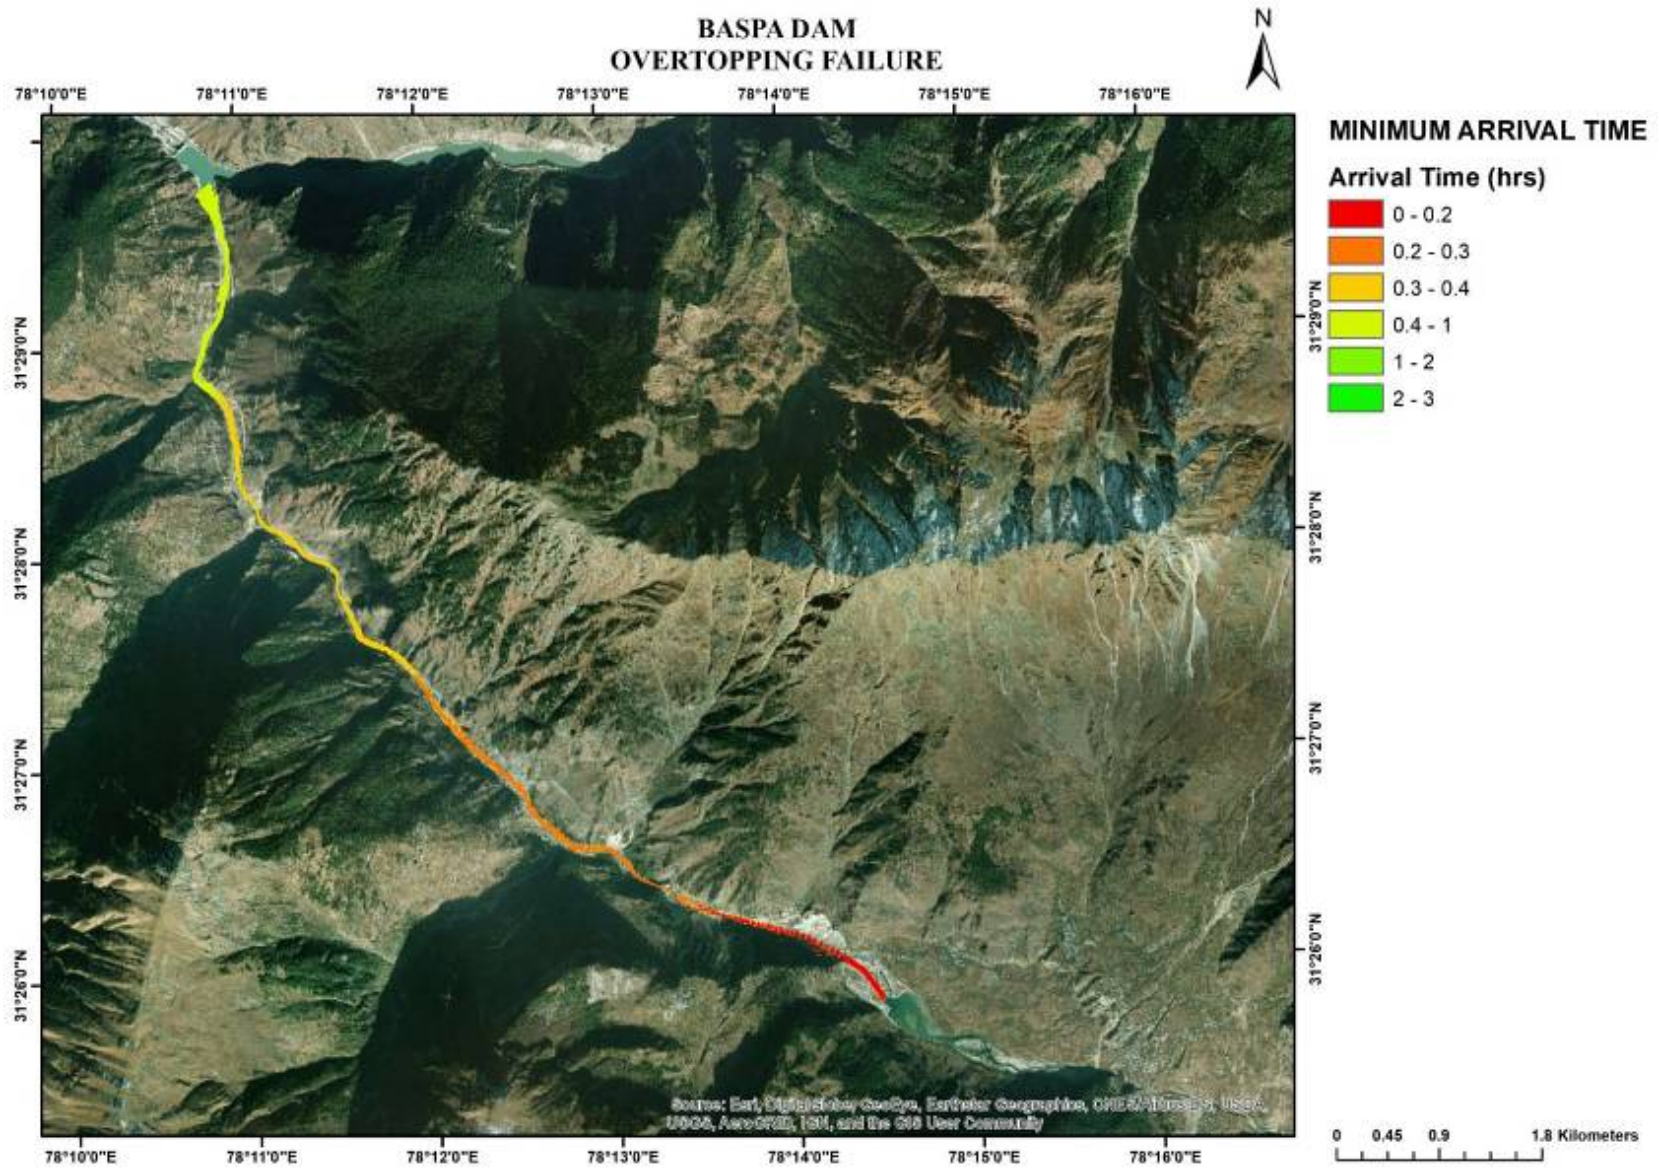 BASPA DAM
OVERTOPPING FAILURE
N
78°10'0"E 78°11'0"E 78°12'0"E 78°13'0"E 78°14'0"E 78°15'0"E 78°16'0"E
MINIMUM ARRIVAL TIME
Arrival Time (hrs)
0 - 0.2
0.2 - 0.3
0.3 - 0.4
0.4 - 1
1 - 2
2 - 3
31°29'0"N 31°29'0"N
31°28'0"N 31°28'0"N
31°27'0"N 31°27'0"N
31°26'0"N 31°26'0"N
Source: Esri, DigitalGlobe, GeoEye, Earthstar Geographics,
USGS, AeroGRID, IGN, and the GIS User Community
0 0.45 0.9 1.8 Kilometers
78°10'0"E 78°11'0"E 78°12'0"E 78°13'0"E 78°14'0"E 78°15'0"E 78°16'0"E